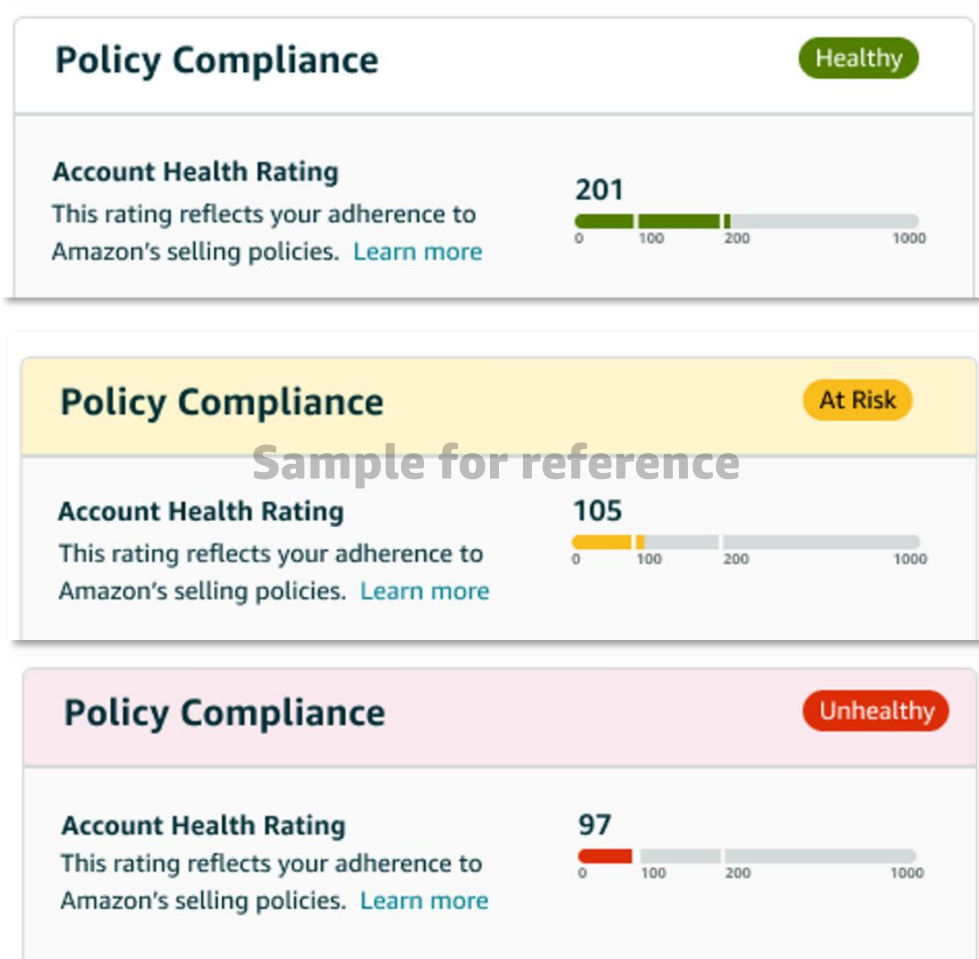 Policy Compliance
Healthy
Account Health Rating
This rating reflects your adherence to
Amazon's selling policies. Learn more
201
0 100 200 1000
Policy Compliance
At Risk
Sample for reference
Account Health Rating
This rating reflects your adherence to
Amazon's selling policies. Learn more
105
0 100 200 1000
Policy Compliance
Unhealthy
Account Health Rating
This rating reflects your adherence to
Amazon's selling policies. Learn more
97
0 100 200 1000